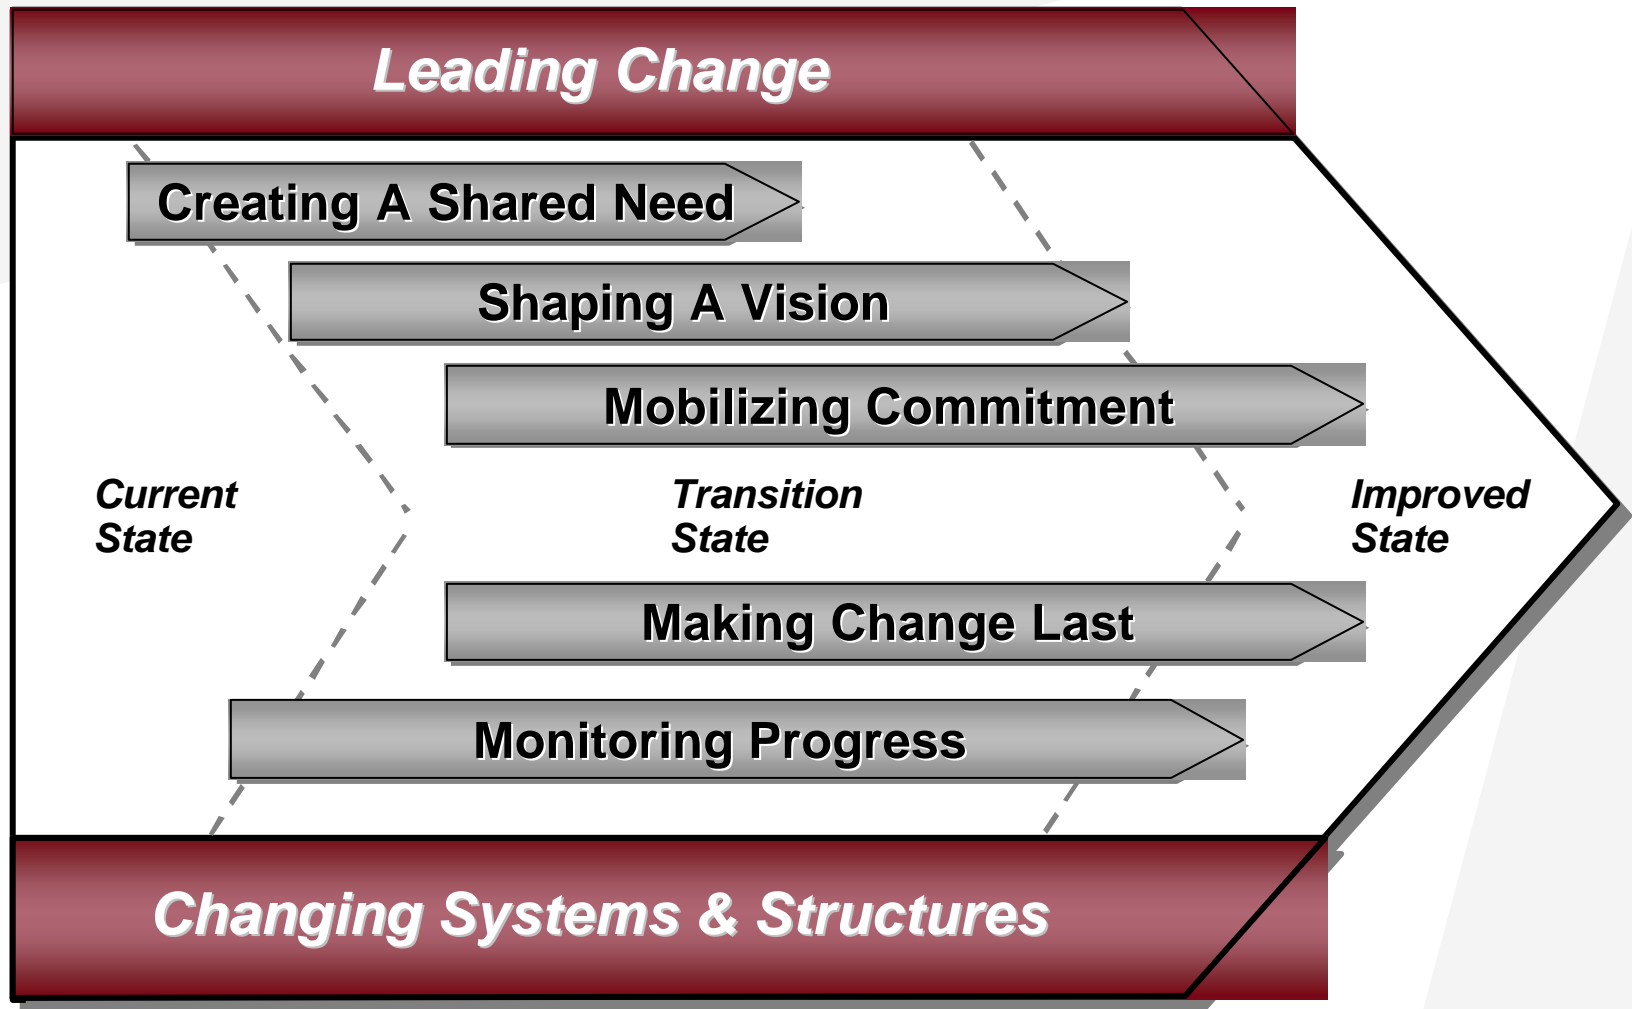 Leading Change
Creating A Shared Need
Shaping A Vision
Mobilizing Commitment
Current
State
Transition
State
Improved
State
Making Change Last
Monitoring Progress
Changing Systems & Structures